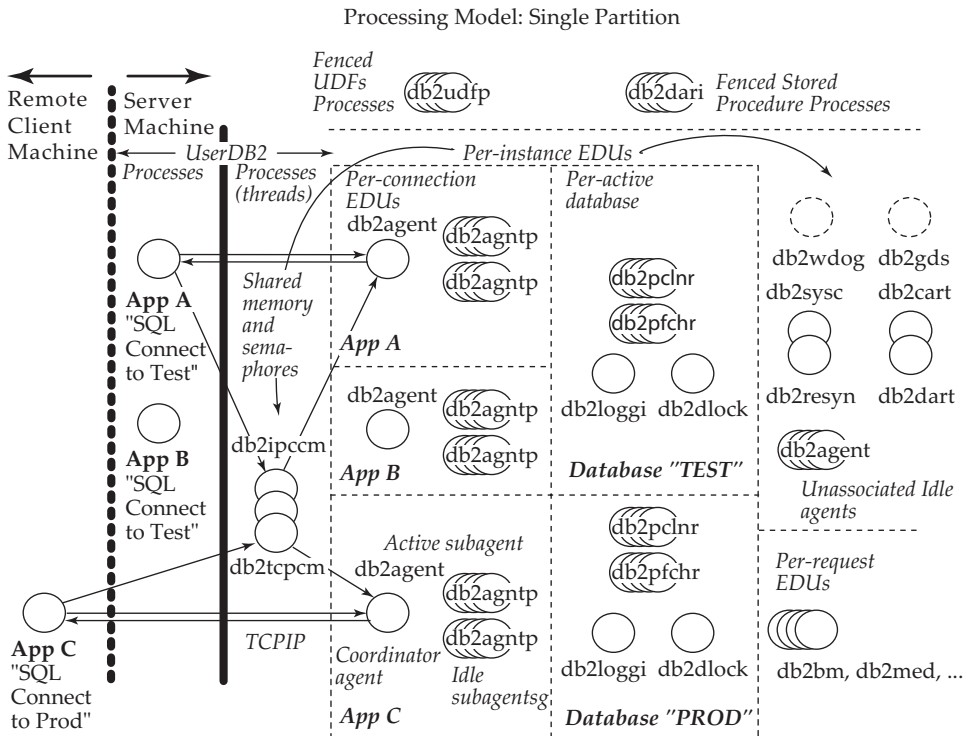 Processing Model: Single Partition
Fenced
UDFs
Processes
db2udfp
db2dari
Fenced Stored
Procedure Processes
Remote
Client
Machine
Server
Machine
UserDB2
Processes
Processes
(threads)
Per-instance EDUs
Per-connection
EDUs
db2agent
db2agntp
db2agntp
App A
Per-active
database
db2pclnr
db2pfchr
db2loggi
db2dlock
Database "TEST"
db2wdog
db2gds
db2sysc
db2cart
db2resyn
db2dart
db2agent
Unassociated Idle
agents
App A
"SQL
Connect
to Test"
Shared
memory
and
sema-
phores
App B
"SQL
Connect
to Test"
db2ipccm
db2tcpcm
db2agent
db2agntp
db2agntp
App B
Active subagent
db2agent
db2agntp
db2agntp
Coordinator
agent
Idle
subagentsg
App C
TCPIP
App C
"SQL
Connect
to Prod"
db2pclnr
db2pfchr
db2loggi
db2dlock
Database "PROD"
Per-request
EDUs
db2bm, db2med, ...